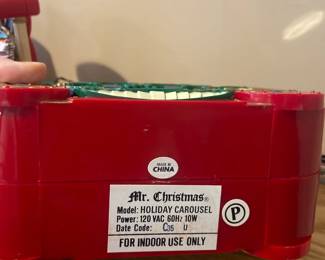 MADE IN
CHINA
Mr. Christmas®
Model: HOLIDAY CAROUSEL
Power: 120 VAC 60Hz 10W
Date Code: U
FOR INDOOR USE ONLY
P